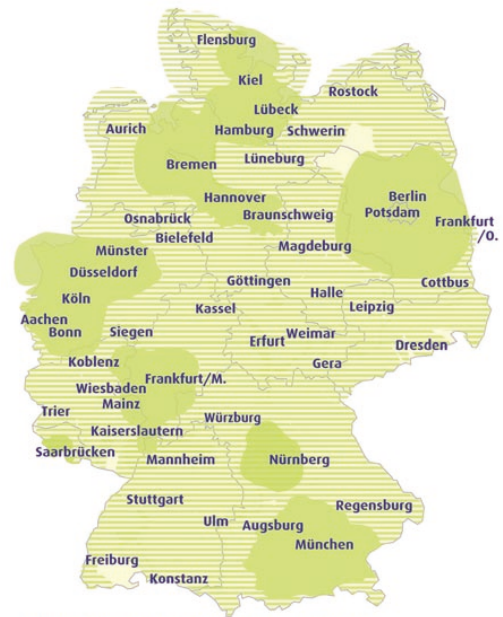 Flensburg
Kiel
Rostock
Lübeck
Aurich
Hamburg
Schwerin
Bremen
Lüneburg
Hannover
Berlin
Osnabrück
Braunschweig
Potsdam
Frankfurt
/O.
Bielefeld
Münster
Magdeburg
Düsseldorf
Göttingen
Cottbus
Halle
Köln
Kassel
Leipzig
Aachen
Bonn
Siegen
Erfurt
Weimar
Dresden
Koblenz
Gera
Frankfurt/M.
Wiesbaden
Mainz
Trier
Würzburg
Kaiserslautern
Saarbrücken
Mannheim
Nürnberg
Stuttgart
Regensburg
Ulm
Augsburg
München
Freiburg
Konstanz